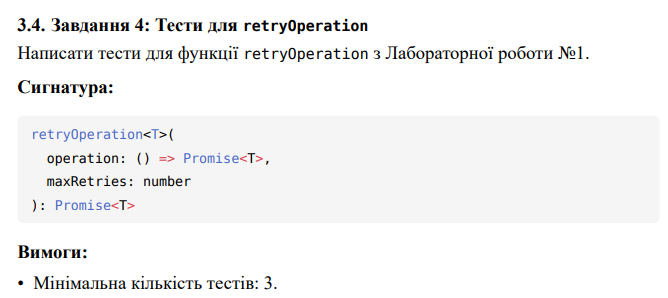 3.4. Завдання 4: Тести для retryOperation
Написати тести для функції retryOperation з Лабораторної роботи №1.
Сигнатура:
retryOperation<T>(
  operation: () => Promise<T>,
  maxRetries: number
): Promise<T>
Вимоги:
• Мінімальна кількість тестів: 3.